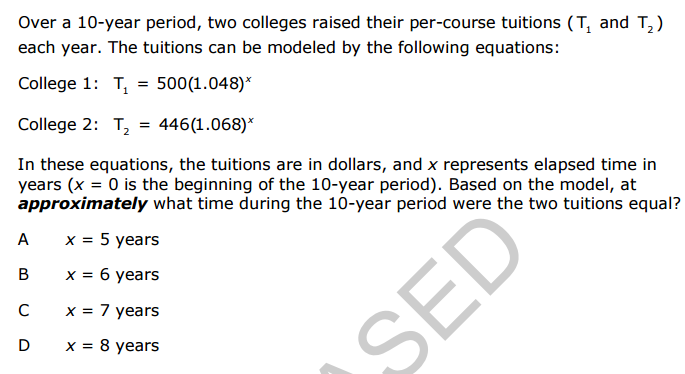 Over a 10-year period, two colleges raised their per-course tuitions (T₁ and T₂)
each year. The tuitions can be modeled by the following equations:
College 1: T₁ = 500(1.048)ˣ
College 2: T₂ = 446(1.068)ˣ
In these equations, the tuitions are in dollars, and x represents elapsed time in
years (x = 0 is the beginning of the 10-year period). Based on the model, at
approximately what time during the 10-year period were the two tuitions equal?
A x = 5 years
B x = 6 years
C x = 7 years
D x = 8 years
SED